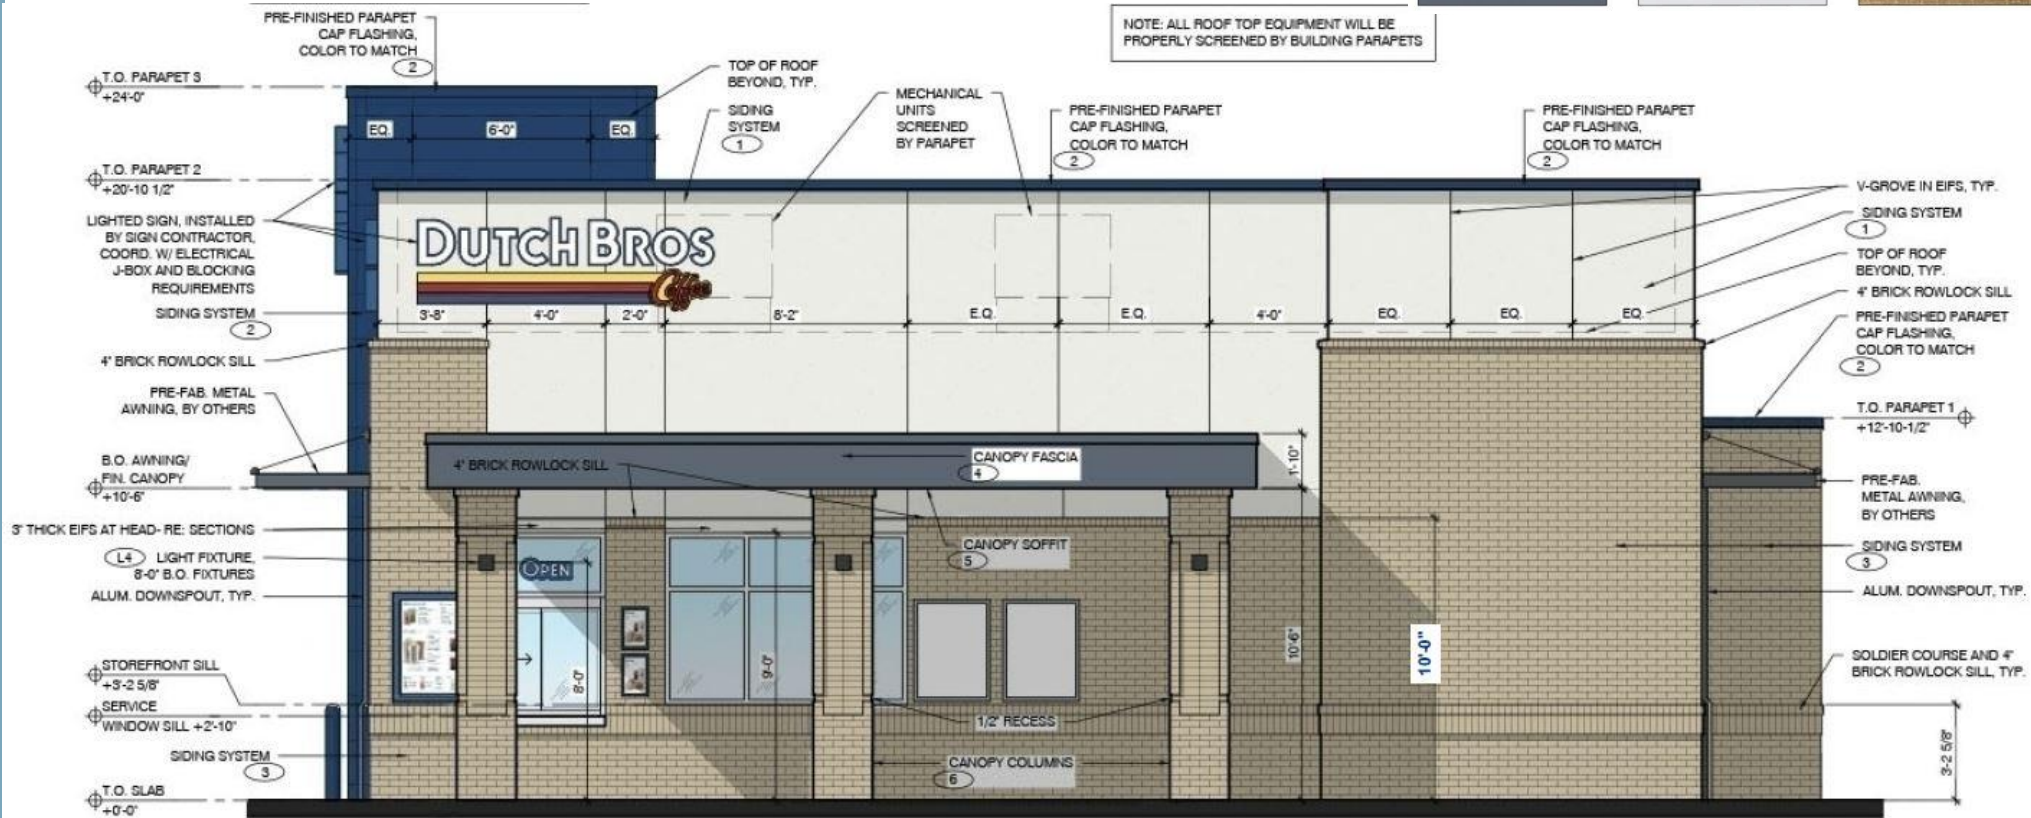 PRE-FINISHED PARAPET
CAP FLASHING,
COLOR TO MATCH
2
NOTE: ALL ROOF TOP EQUIPMENT WILL BE
PROPERLY SCREENED BY BUILDING PARAPETS
T.O. PARAPET 3
+24'-0"
TOP OF ROOF
BEYOND, TYP.
SIDING
SYSTEM
1
MECHANICAL
UNITS
SCREENED
BY PARAPET
PRE-FINISHED PARAPET
CAP FLASHING,
COLOR TO MATCH
2
PRE-FINISHED PARAPET
CAP FLASHING,
COLOR TO MATCH
2
EQ.
6'-0"
EQ.
T.O. PARAPET 2
+20'-10 1/2"
LIGHTED SIGN, INSTALLED
BY SIGN CONTRACTOR,
COORD. W/ ELECTRICAL
J-BOX AND BLOCKING
REQUIREMENTS
SIDING SYSTEM
2
4" BRICK ROWLOCK SILL
PRE-FAB. METAL
AWNING, BY OTHERS
B.O. AWNING/
FIN. CANOPY
+10'-6"
3" THICK EIFS AT HEAD- RE: SECTIONS
L4 LIGHT FIXTURE,
8'-0" B.O. FIXTURES
ALUM. DOWNSPOUT, TYP.
STOREFRONT SILL
+3'-2 5/8"
SERVICE
WINDOW SILL +2'-10"
SIDING SYSTEM
3
T.O. SLAB
+0'-0"
DUTCH BROS
Coffee
3'-8"
4'-0"
2'-0"
8'-2"
E.Q.
E.Q.
4'-0"
EQ.
EQ.
EQ.
4" BRICK ROWLOCK SILL
CANOPY FASCIA
4
1'-10"
OPEN
CANOPY SOFFIT
5
8'-0"
9'-0"
10'-6"
10'-0"
1/2" RECESS
CANOPY COLUMNS
6
V-GROVE IN EIFS, TYP.
SIDING SYSTEM
1
TOP OF ROOF
BEYOND, TYP.
4" BRICK ROWLOCK SILL
PRE-FINISHED PARAPET
CAP FLASHING,
COLOR TO MATCH
2
T.O. PARAPET 1
+12'-10-1/2"
PRE-FAB.
METAL AWNING,
BY OTHERS
SIDING SYSTEM
3
ALUM. DOWNSPOUT, TYP.
SOLDIER COURSE AND 4"
BRICK ROWLOCK SILL, TYP.
3'-2 5/8"